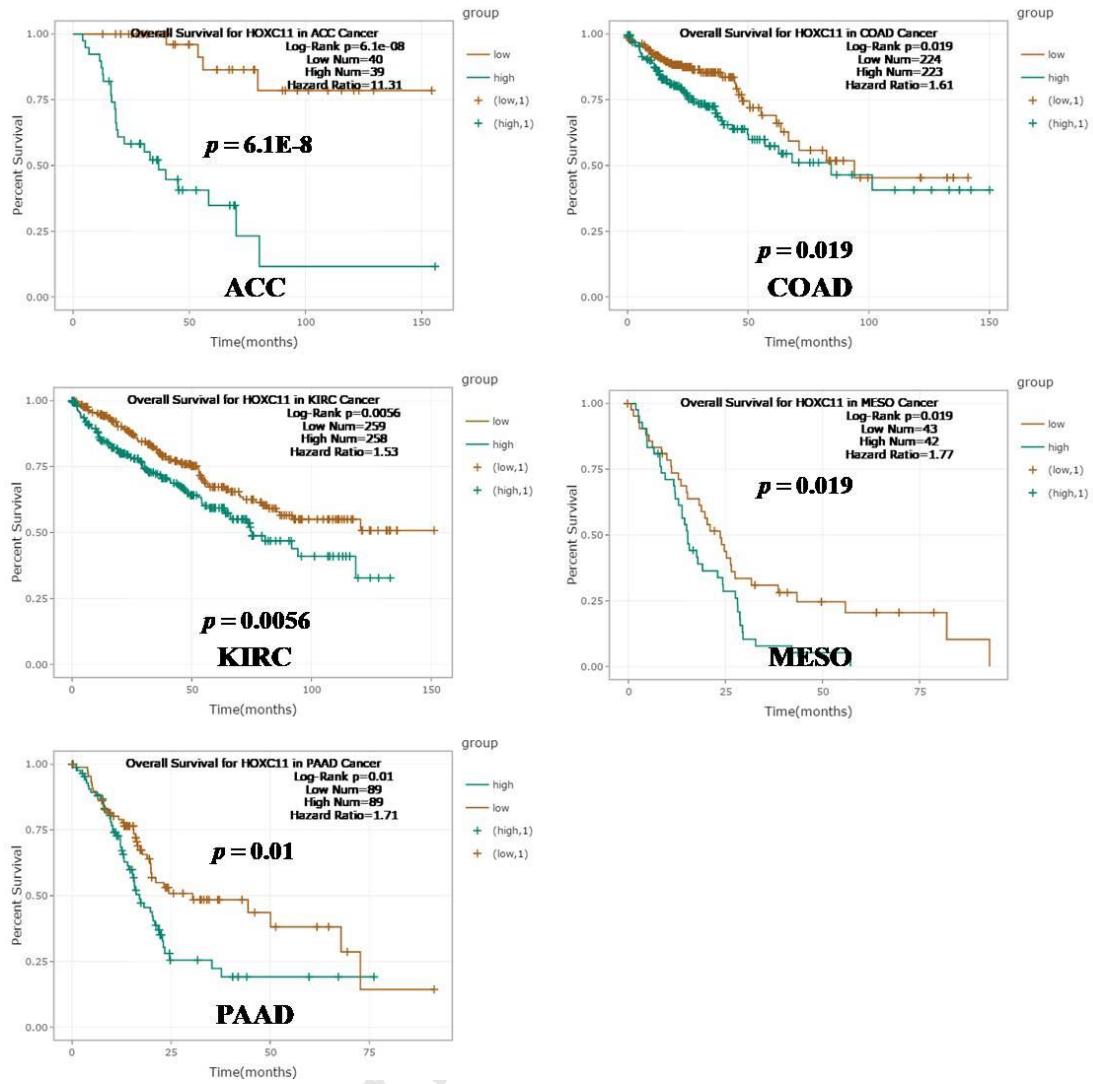 group
Overall Survival for HOXC11 in ACC Cancer
Log-Rank p=6.1e-08
Low Num=40
High Num=39
Hazard Ratio=11.31
low
high
(low,1)
(high,1)
1.00
0.75
0.50
0.25
0.00
Percent Survival
p = 6.1E-8
ACC
0
50
100
150
Time(months)
group
Overall Survival for HOXC11 in COAD Cancer
Log-Rank p=0.019
Low Num=224
High Num=223
Hazard Ratio=1.61
low
high
(low,1)
(high,1)
1.00
0.75
0.50
0.25
0.00
Percent Survival
p = 0.019
COAD
0
50
100
150
Time(months)
group
Overall Survival for HOXC11 in KIRC Cancer
Log-Rank p=0.0056
Low Num=259
High Num=258
Hazard Ratio=1.53
low
high
(low,1)
(high,1)
1.00
0.75
0.50
0.25
0.00
Percent Survival
p = 0.0056
KIRC
0
50
100
150
Time(months)
group
Overall Survival for HOXC11 in MESO Cancer
Log-Rank p=0.019
Low Num=43
High Num=42
Hazard Ratio=1.77
low
high
(low,1)
(high,1)
1.00
0.75
0.50
0.25
0.00
Percent Survival
p = 0.019
MESO
0
25
50
75
Time(months)
group
Overall Survival for HOXC11 in PAAD Cancer
Log-Rank p=0.01
Low Num=89
High Num=89
Hazard Ratio=1.71
high
low
(high,1)
(low,1)
1.00
0.75
0.50
0.25
0.00
Percent Survival
p = 0.01
PAAD
0
25
50
75
Time(months)